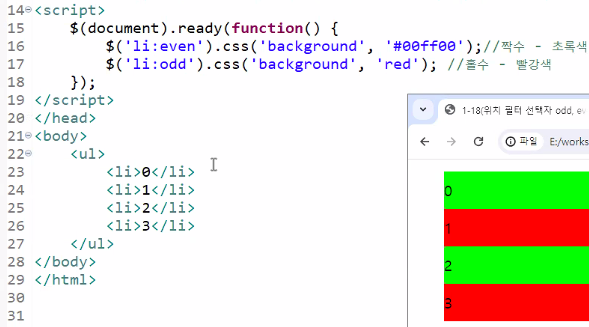 14 <script>
15     $(document).ready(function() {
16         $('li:even').css('background', '#00ff00');//짝수 - 초록색
17         $('li:odd').css('background', 'red'); //홀수 - 빨강색
18     });
19 </script>
20 </head>
21 <body>
22     <ul>
23         <li>0</li>
24         <li>1</li>
25         <li>2</li>
26         <li>3</li>
27     </ul>
28 </body>
29 </html>
30
31
1-18(위치 필터 선택자 odd,
파일 E:/works
0
1
2
3